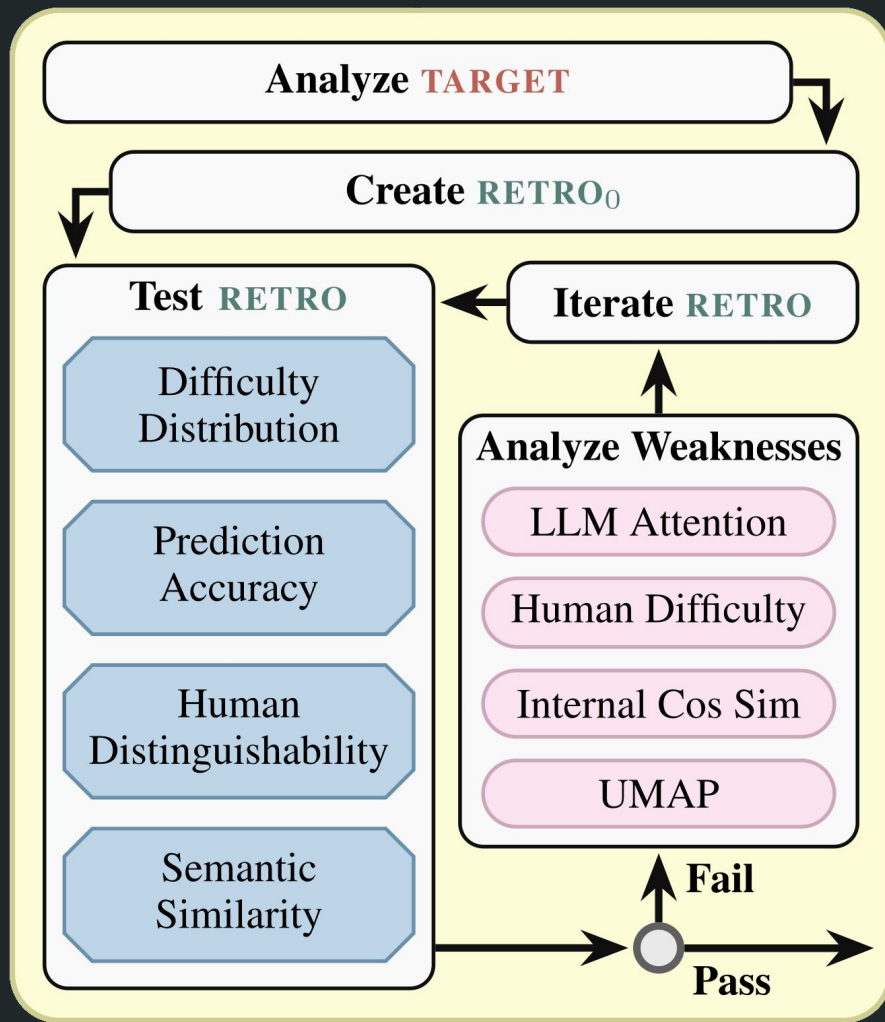 Analyze TARGET
Create RETRO₀
Test RETRO
Difficulty
Distribution
Prediction
Accuracy
Human
Distinguishability
Semantic
Similarity
Iterate RETRO
Analyze Weaknesses
LLM Attention
Human Difficulty
Internal Cos Sim
UMAP
Fail
Pass